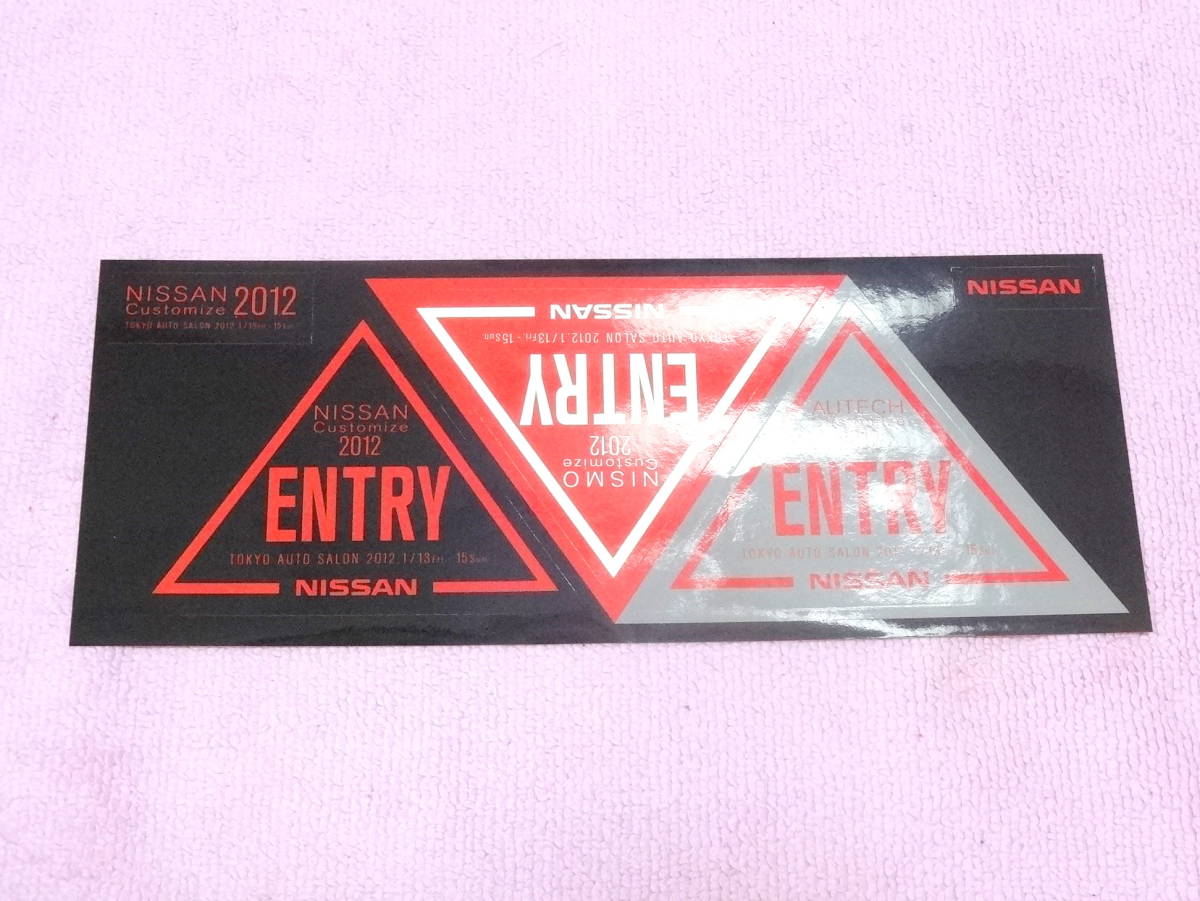 NISSAN
Customize 2012
TOKYO AUTO SALON 2012 1/13Fri. - 15Sun
NISSAN
Customize
2012
ENTRY
TOKYO AUTO SALON 2012 1/13Fri. - 15Sun
NISSAN
NISMO
Customize
2012
ENTRY
TOKYO AUTO SALON 2012 1/13Fri. - 15Sun
NISSAN
AUTECH
ENTRY
TOKYO AUTO SALON
15Sun
NISSAN
NISSAN